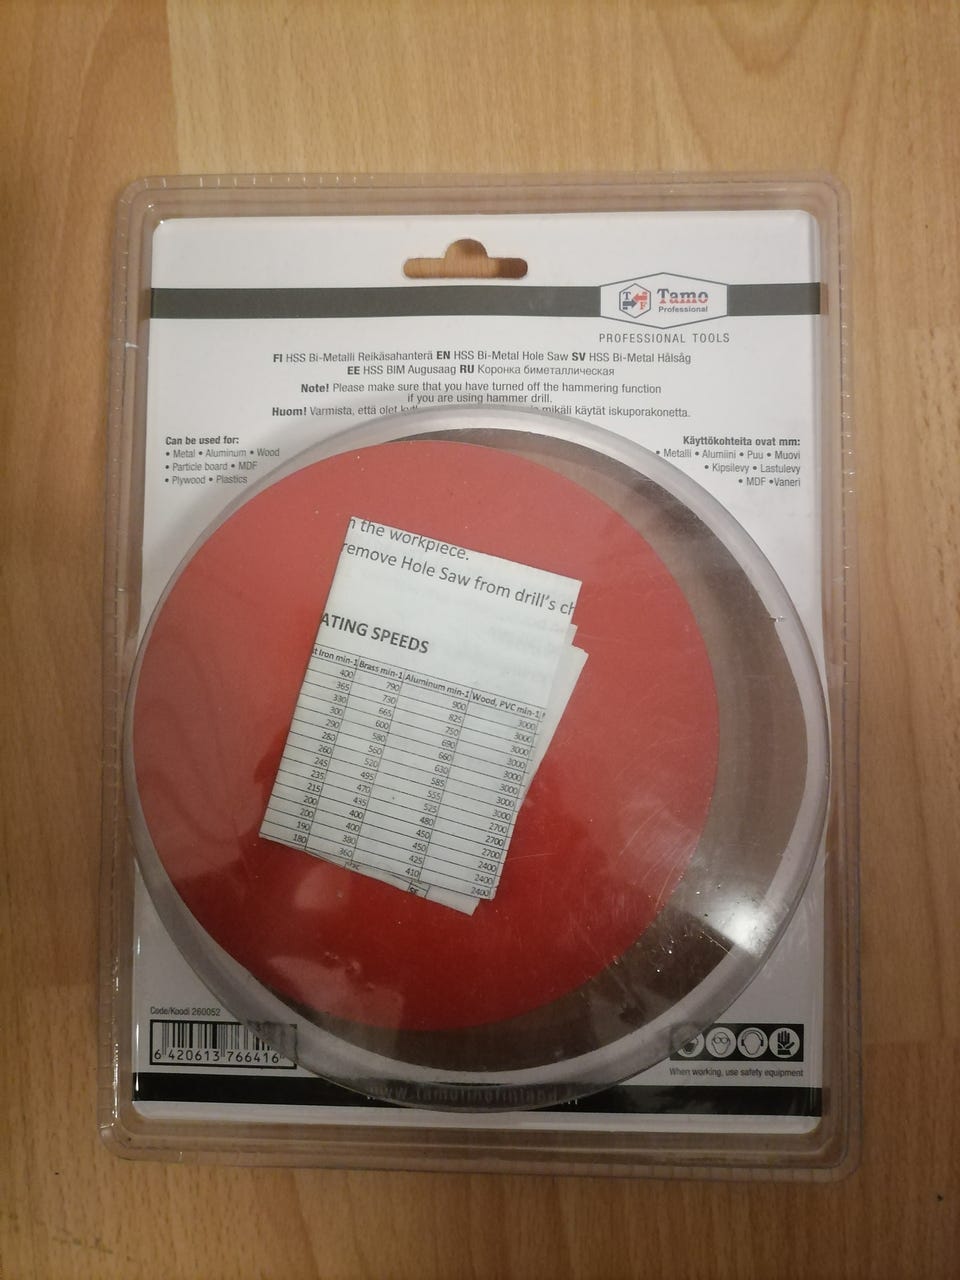 T F Tamo
Professional
PROFESSIONAL TOOLS
FI HSS Bi-Metalli Reikäsahanterä EN HSS Bi-Metal Hole Saw SV HSS Bi-Metal Hålsåg
EE HSS BIM Augusaag RU Коронка биметаллическая
Note! Please make sure that you have turned off the hammering function
if you are using hammer drill.
Huom! Varmista, että olet mikäli käytät iskuporakonetta.
Can be used for:
• Metal • Aluminum • Wood
• Particle board • MDF
• Plywood • Plastics
Käyttökohteita ovat mm:
• Metalli • Alumiini • Puu • Muovi
• Kipsilevy • Lastulevy
• MDF •Vaneri
the workpiece.
remove Hole Saw from drill's
ATING SPEEDS
Iron min-1 Brass min-1 Aluminum min-1 Wood, PVC min-1
400 790 900 3000
365 730 825 3000
330 665 750 3000
300 600 690 3000
290 580 660 3000
280 560 630 3000
260 520 585 3000
245 495 555 3000
235 470 525 2700
215 435 480 2700
200 400 450 2700
200 400 450 2400
190 380 425 2400
180 360 410 2400
Code/Koodi 260052
6 420613 766416
When working, use safety equipment